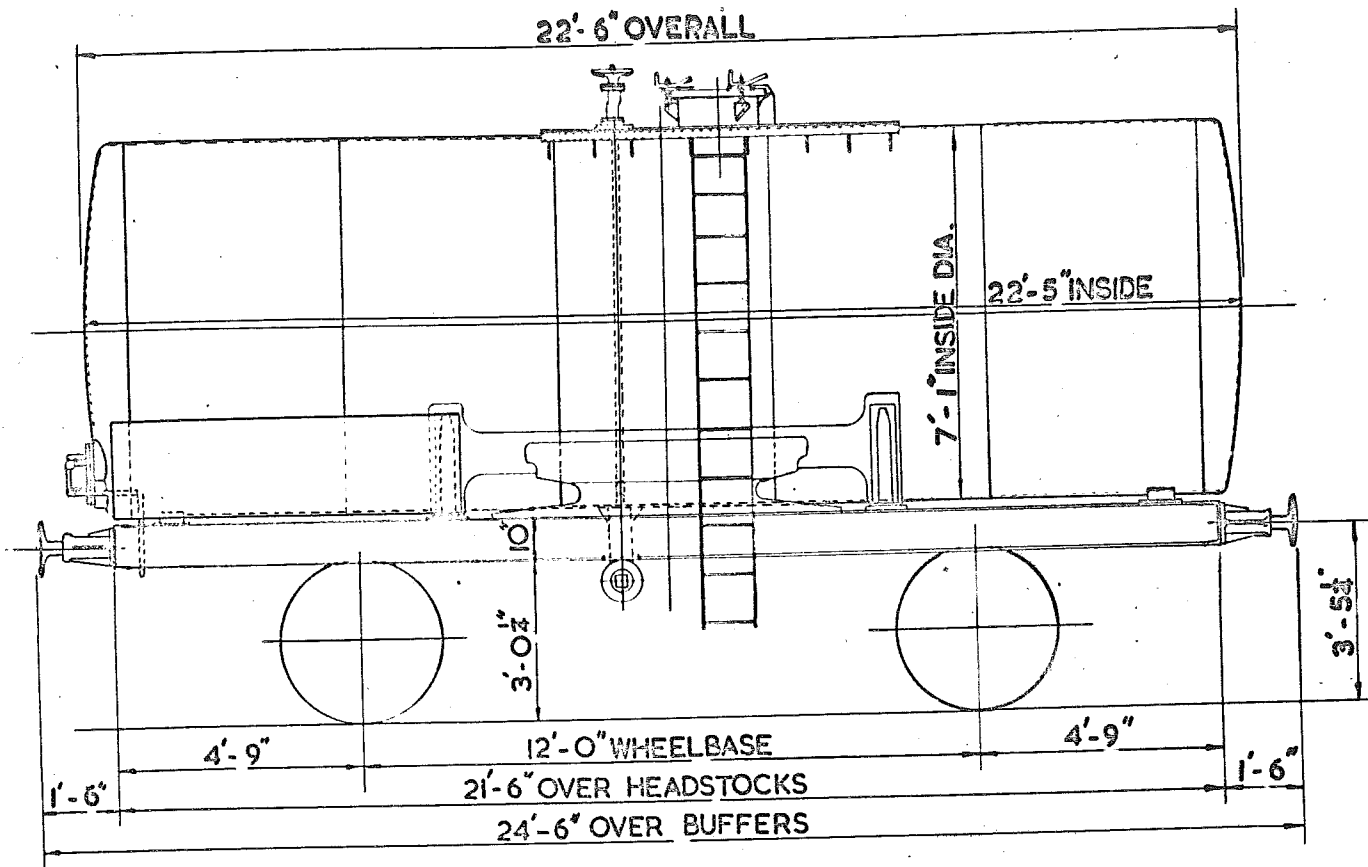 22'-6" OVERALL
7'-1" INSIDE DIA.
22'-5" INSIDE
10"
3'-0¼"
3'-5¼"
4'-9"
12'-0" WHEELBASE
4'-9"
1'-6"
21'-6" OVER HEADSTOCKS
1'-6"
24'-6" OVER BUFFERS